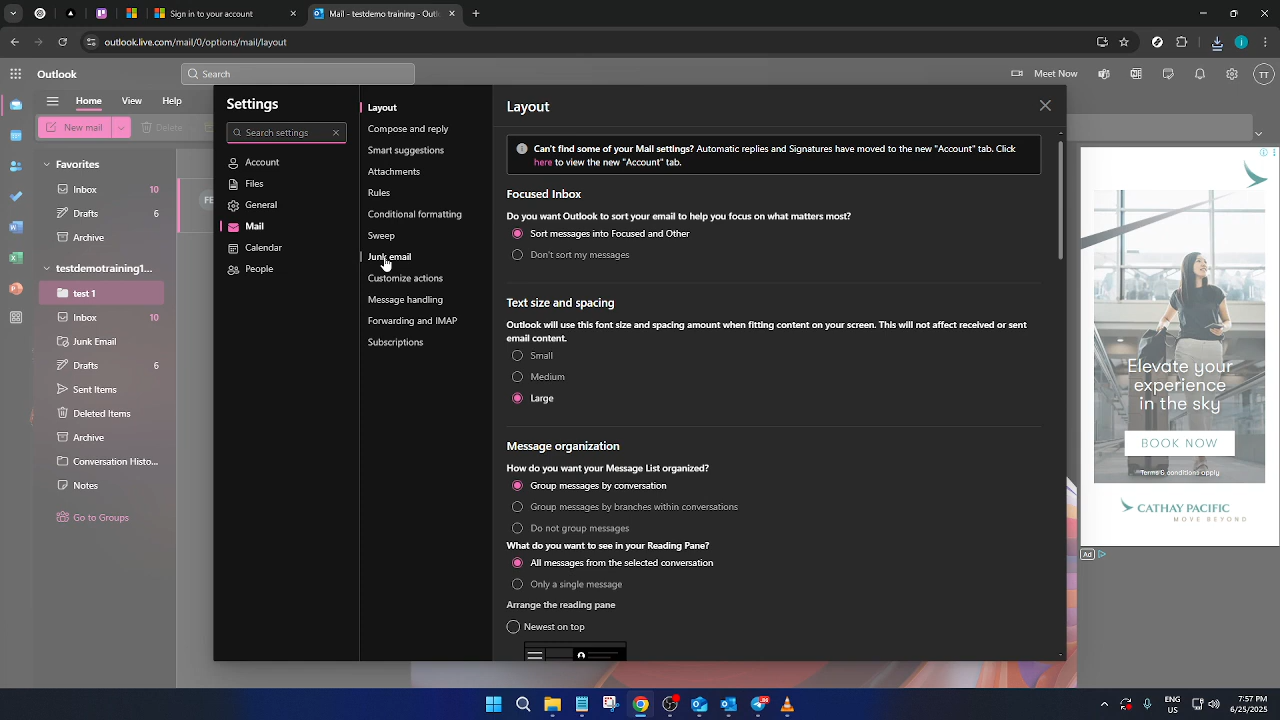 Sign in to your account
Mail - testdemo training - Outl
outlook.live.com/mail/0/options/mail/layout
Outlook
Search
Meet Now
TT
Home
View
Help
New mail
Delete
Favorites
Inbox
10
Drafts
6
Archive
testdemotraining1...
test 1
Inbox
10
Junk Email
Drafts
6
Sent Items
Deleted Items
Archive
Conversation Histo...
Notes
Go to Groups
FE
Settings
Search settings
Account
Files
General
Mail
Calendar
People
Layout
Compose and reply
Smart suggestions
Attachments
Rules
Conditional formatting
Sweep
Junk email
Customize actions
Message handling
Forwarding and IMAP
Subscriptions
Layout
Can't find some of your Mail settings? Automatic replies and Signatures have moved to the new "Account" tab. Click
here to view the new "Account" tab.
Focused Inbox
Do you want Outlook to sort your email to help you focus on what matters most?
Sort messages into Focused and Other
Don't sort my messages
Text size and spacing
Outlook will use this font size and spacing amount when fitting content on your screen. This will not affect received or sent
email content.
Small
Medium
Large
Message organization
How do you want your Message List organized?
Group messages by conversation
Group messages by branches within conversations
Do not group messages
What do you want to see in your Reading Pane?
All messages from the selected conversation
Only a single message
Arrange the reading pane
Newest on top
Elevate your
experience
in the sky
BOOK NOW
Terms & conditions apply
CATHAY PACIFIC
MOVE BEYOND
Ad
ENG
US
7:57 PM
6/57/2025